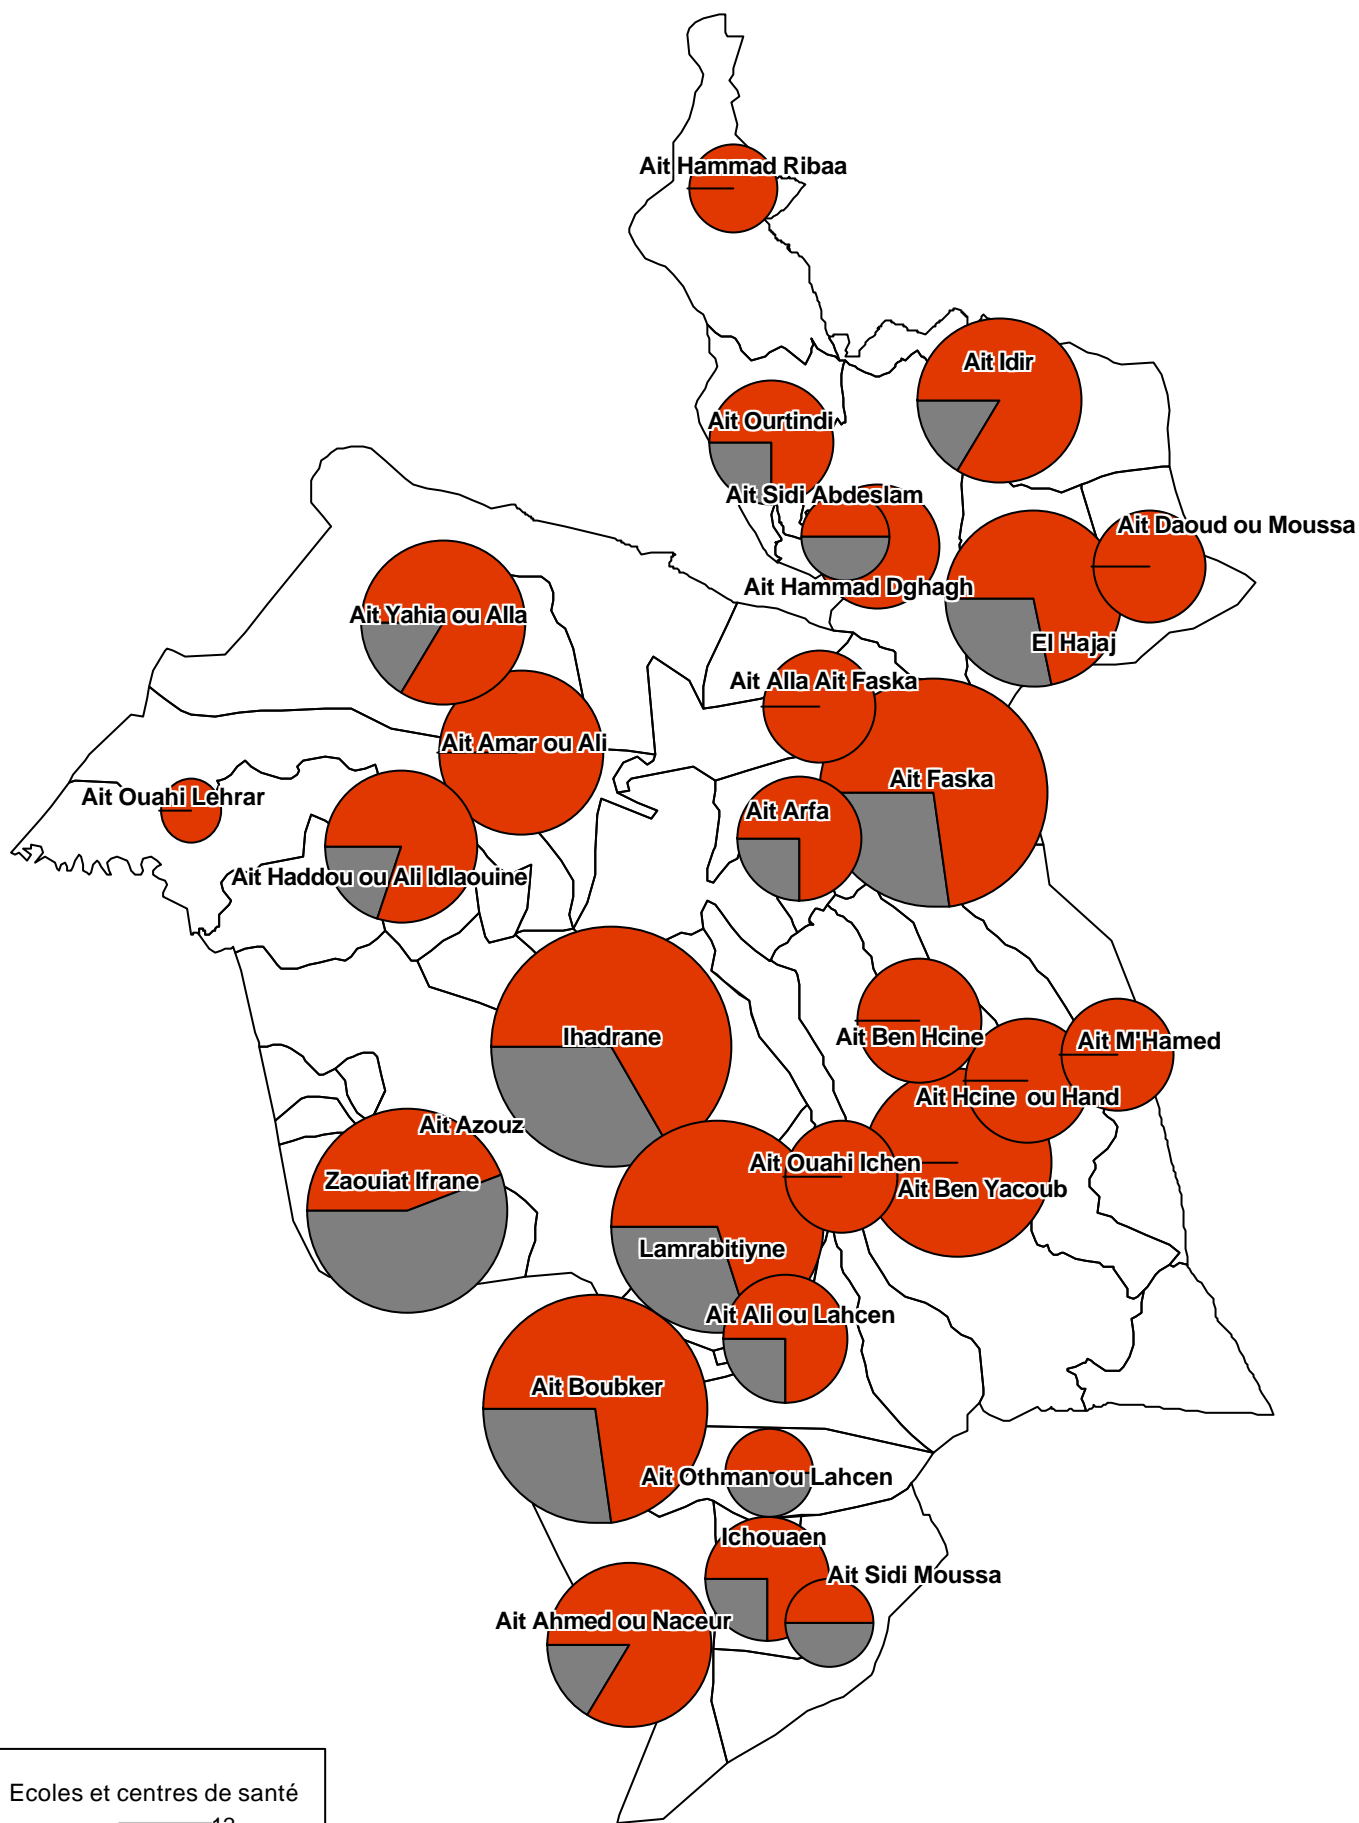 Ait Hammad Ribaa
Ait Idir
Ait Ourtindi
Ait Sidi Abdeslam
Ait Daoud ou Moussa
Ait Hammad Dghagh
Ait Yahia ou Alla
El Hajaj
Ait Alla Ait Faska
Ait Amar ou Ali
Ait Faska
Ait Ouahi Lehrar
Ait Arfa
Ait Haddou ou Ali Idlaouine
Ihadrane
Ait Ben Hcine
Ait M'Hamed
Ait Hcine ou Hand
Ait Azouz
Ait Ouahi Ichen
Zaouiat Ifrane
Ait Ben Yacoub
Lamrabitiyne
Ait Ali ou Lahcen
Ait Boubker
Ait Othman ou Lahcen
Ichouaen
Ait Sidi Moussa
Ait Ahmed ou Naceur
Ecoles et centres de santé